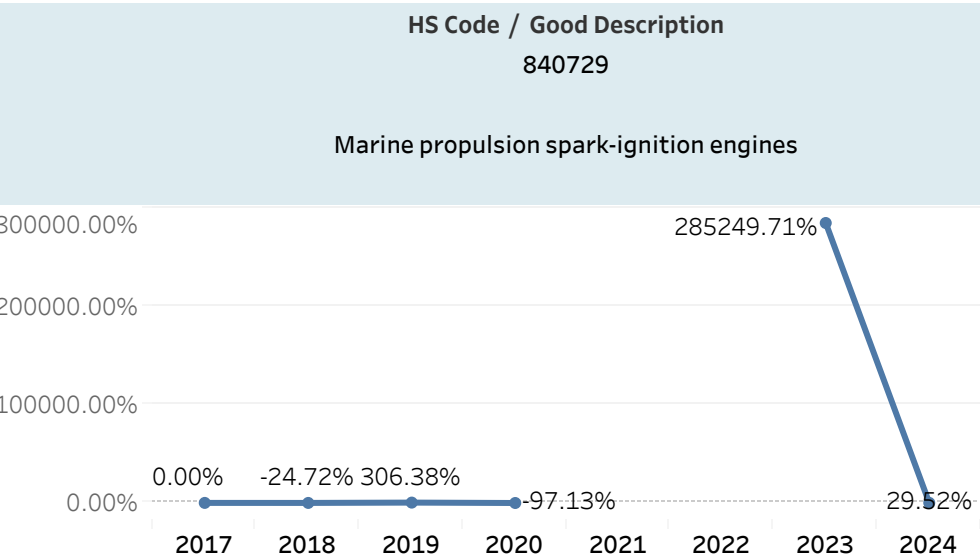 HS Code / Good Description
840729
Marine propulsion spark-ignition engines
300000.00%
285249.71%
200000.00%
100000.00%
0.00% -24.72% 306.38%
0.00% -97.13% 29.52%
2017 2018 2019 2020 2021 2022 2023 2024